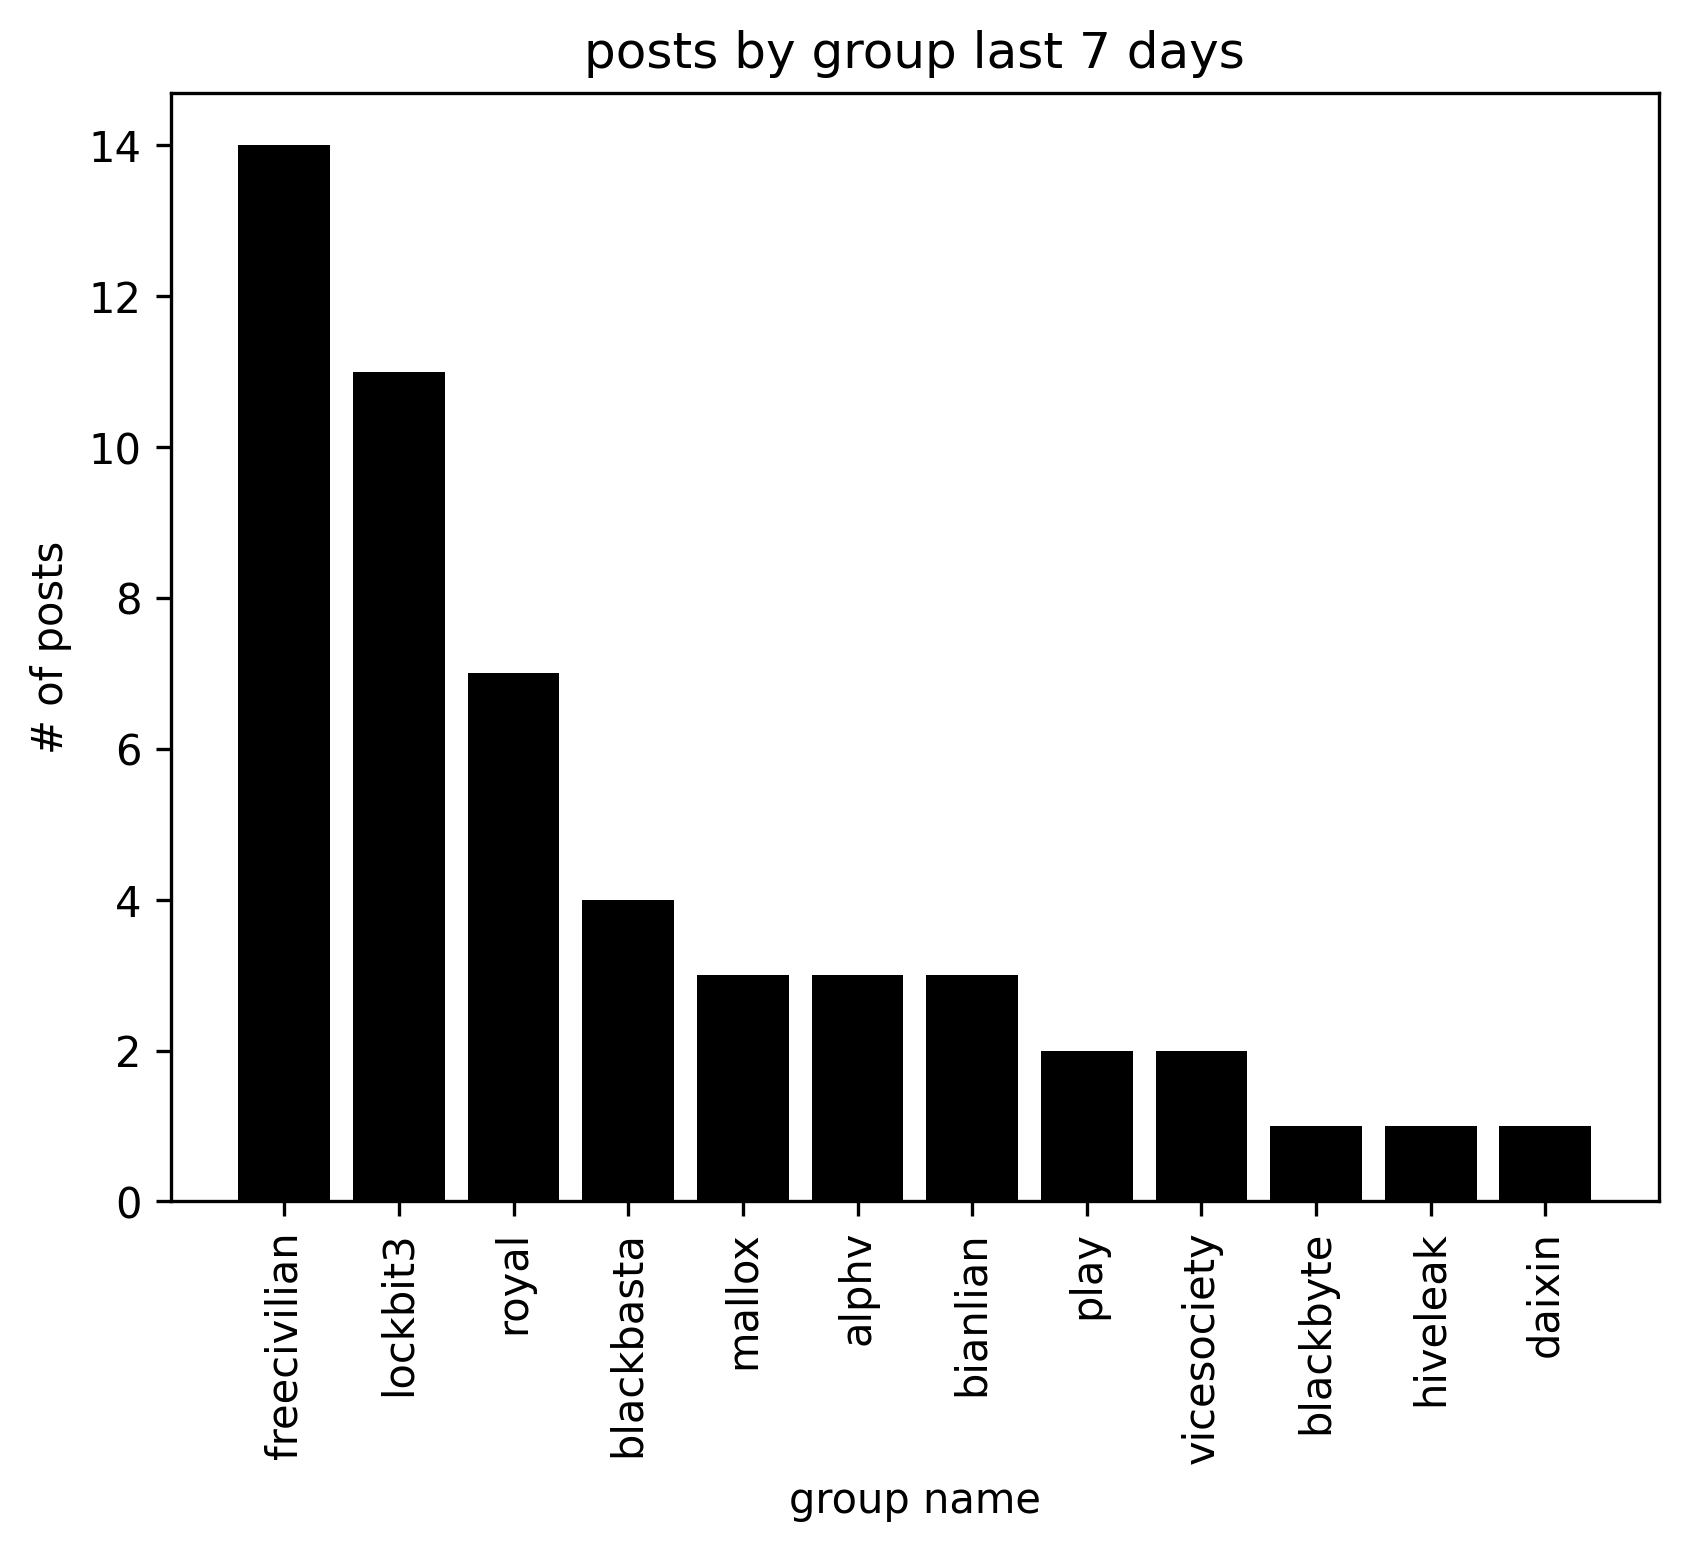 posts by group last 7 days
# of posts
14
12
10
8
6
4
2
0
freecivilian
lockbit3
royal
blackbasta
mallox
alphv
bianlian
play
vicesociety
blackbyte
hiveleak
daixin
group name